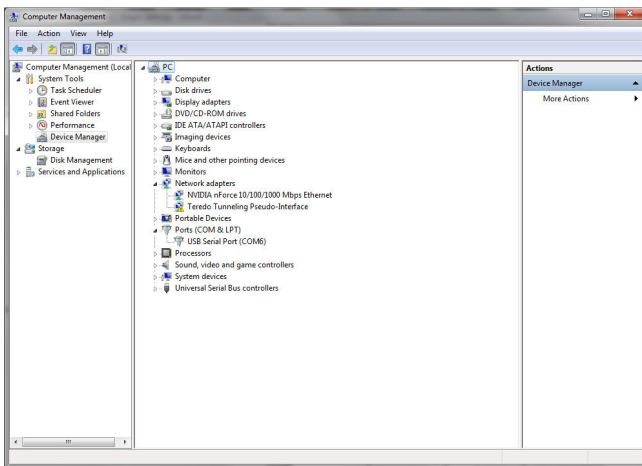 Computer Management
File Action View Help
Computer Management (Local
System Tools
Task Scheduler
Event Viewer
Shared Folders
Performance
Device Manager
Storage
Disk Management
Services and Applications
PC
Computer
Disk drives
Display adapters
DVD/CD-ROM drives
IDE ATA/ATAPI controllers
Imaging devices
Keyboards
Mice and other pointing devices
Monitors
Network adapters
NVIDIA nForce 10/100/1000 Mbps Ethernet
Teredo Tunneling Pseudo-Interface
Portable Devices
Ports (COM & LPT)
USB Serial Port (COM6)
Processors
Sound, video and game controllers
System devices
Universal Serial Bus controllers
Actions
Device Manager
More Actions